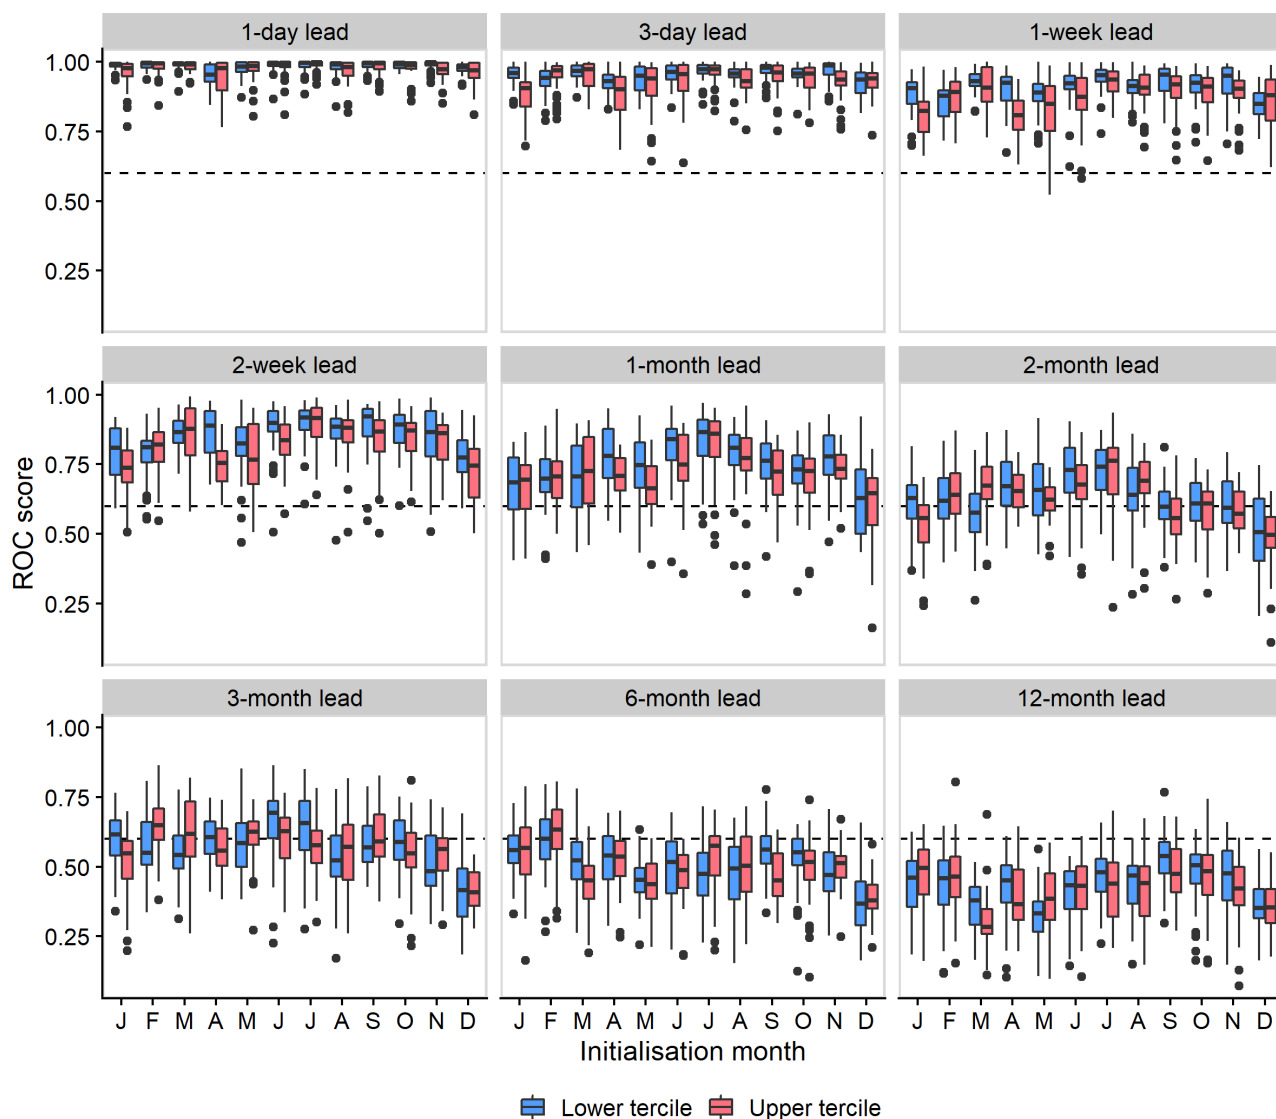 1-day lead
3-day lead
1-week lead
1.00
0.75
0.50
0.25
2-week lead
1-month lead
2-month lead
1.00
0.75
0.50
0.25
3-month lead
6-month lead
12-month lead
1.00
0.75
0.50
0.25
ROC score
J F M A M J J A S O N D
J F M A M J J A S O N D
J F M A M J J A S O N D
Initialisation month
Lower tercile
Upper tercile